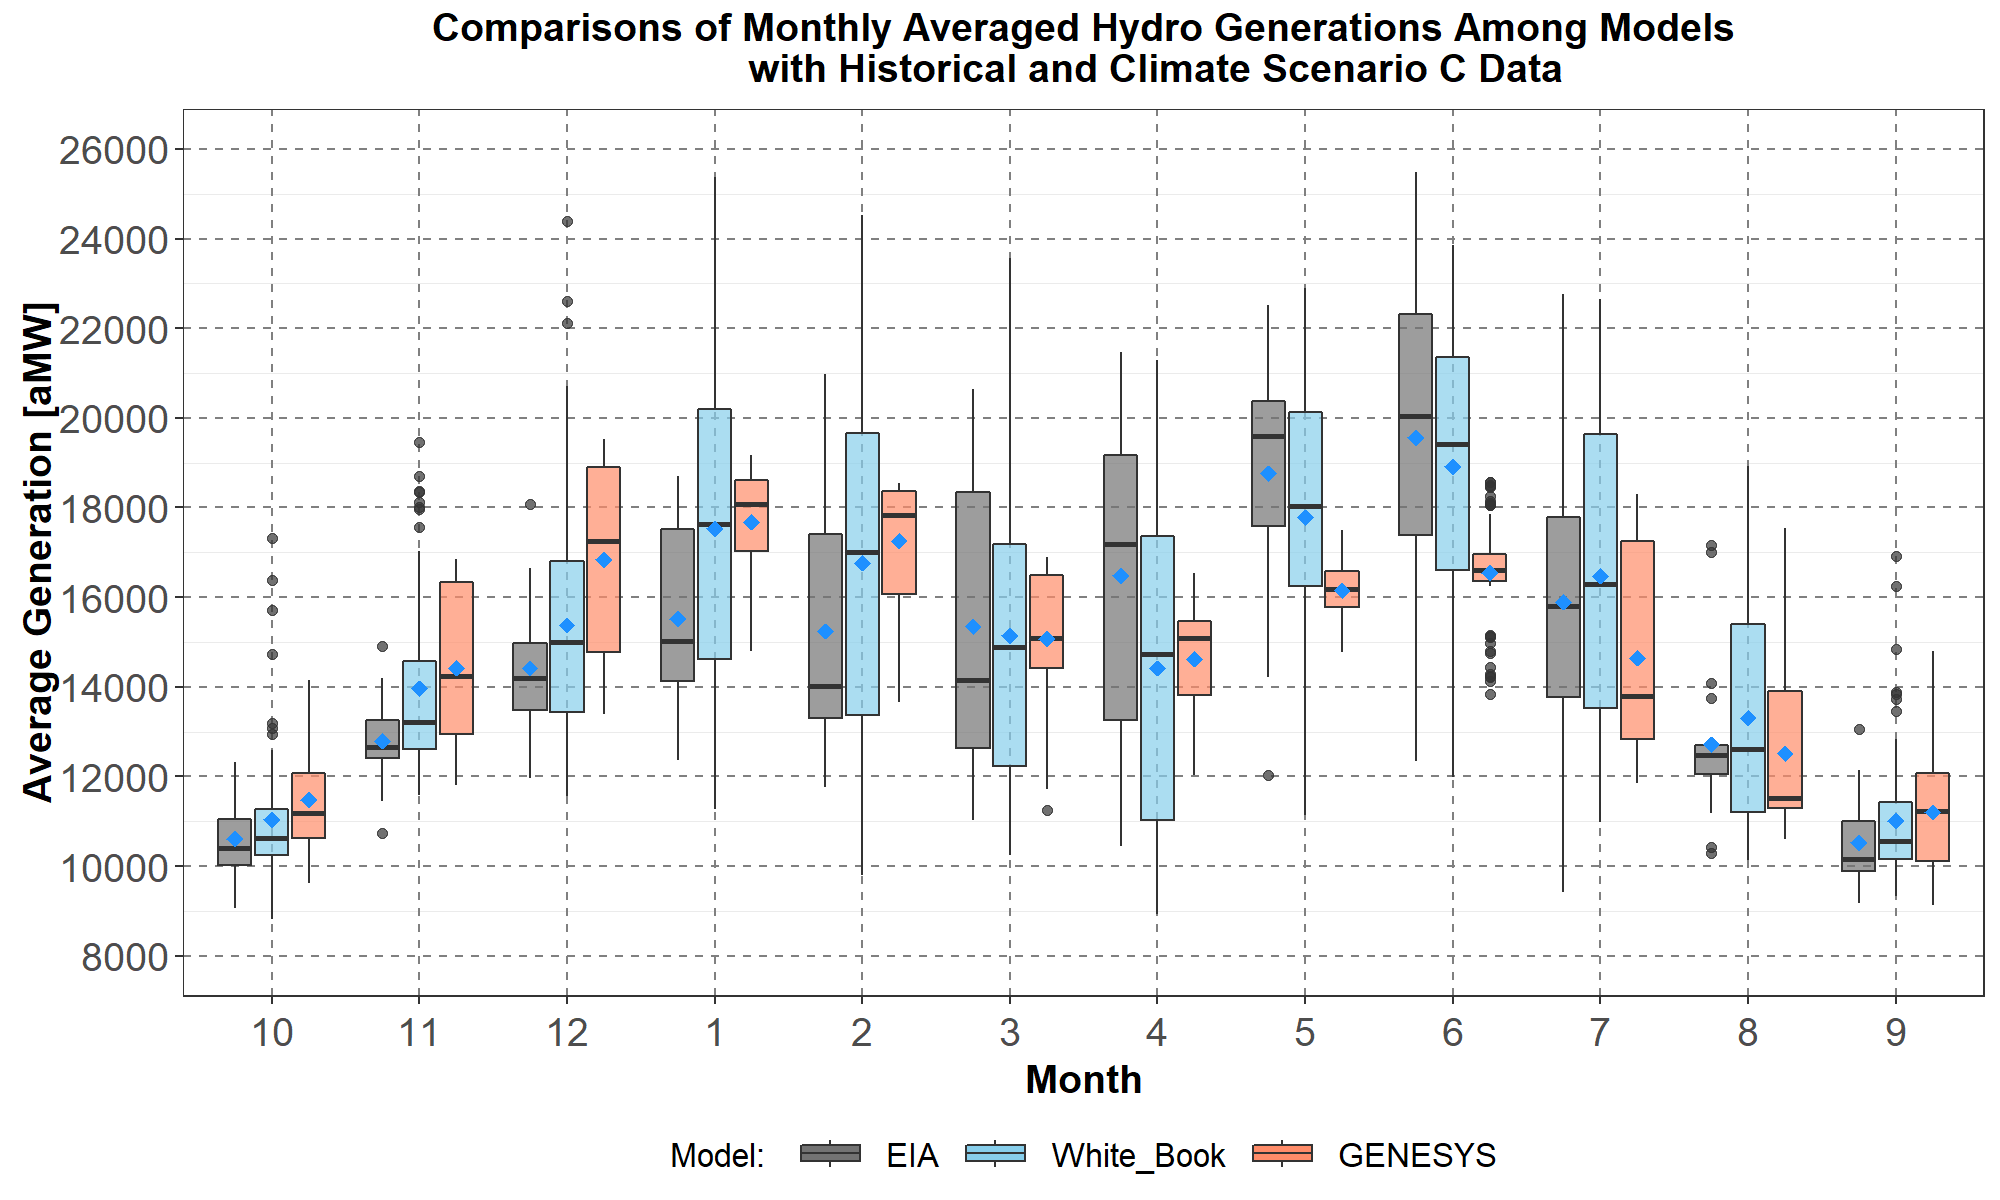 Comparisons of Monthly Averaged Hydro Generations Among Models
with Historical and Climate Scenario C Data
Average Generation [aMW]
26000
24000
22000
20000
18000
16000
14000
12000
10000
8000
10 11 12 1 2 3 4 5 6 7 8 9
Month
Model: EIA White_Book GENESYS